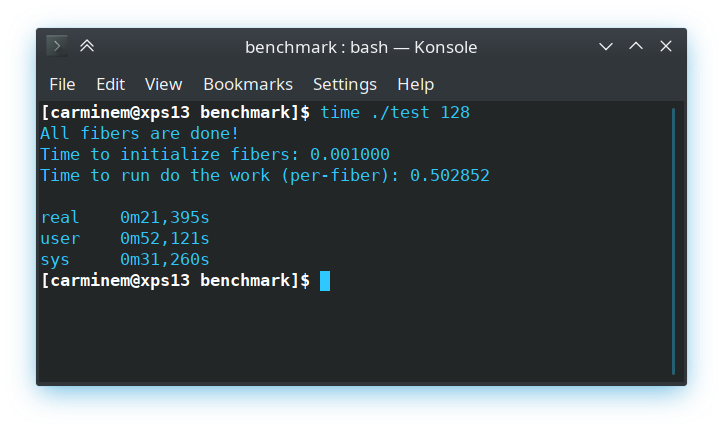 benchmark : bash — Konsole
File Edit View Bookmarks Settings Help
[carminem@xps13 benchmark]$ time ./test 128
All fibers are done!
Time to initialize fibers: 0.001000
Time to run do the work (per-fiber): 0.502852
real 0m21,395s
user 0m52,121s
sys 0m31,260s
[carminem@xps13 benchmark]$